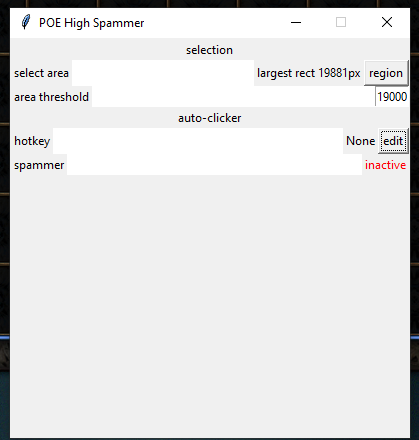 POE High Spammer
selection
select area largest rect 19881px region
area threshold 19000
auto-clicker
hotkey None edit
spammer inactive